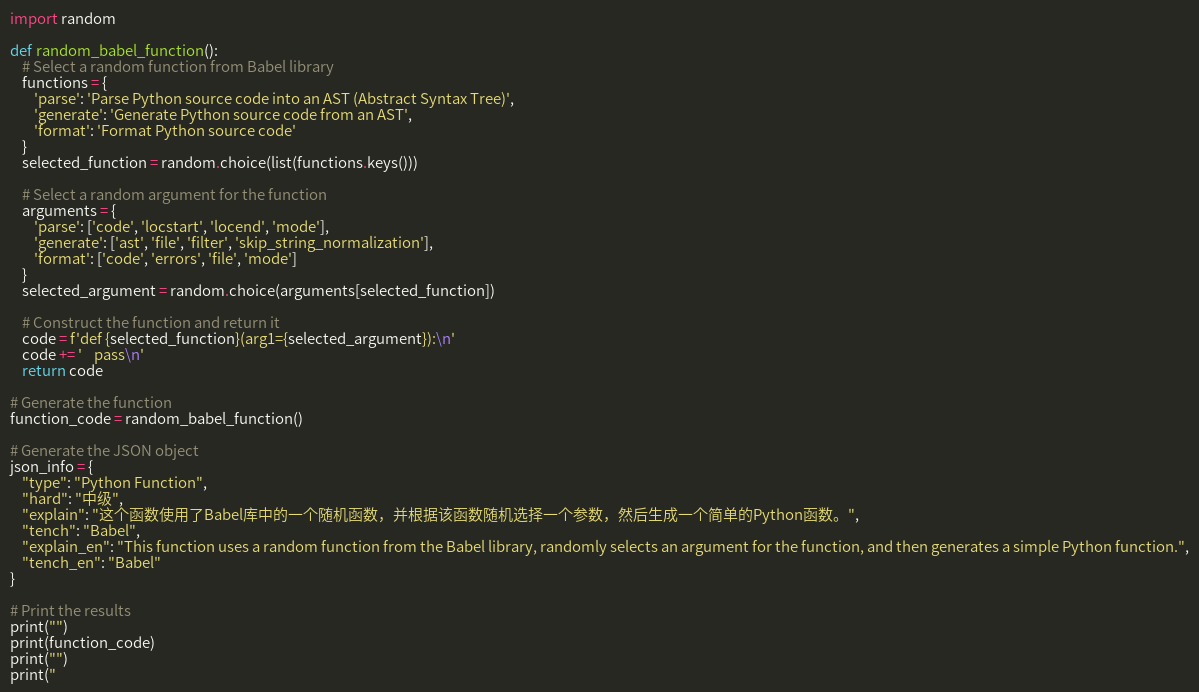 import random

def random_babel_function():
    # Select a random function from Babel library
    functions = {
        'parse': 'Parse Python source code into an AST (Abstract Syntax Tree)',
        'generate': 'Generate Python source code from an AST',
        'format': 'Format Python source code'
    }
    selected_function = random.choice(list(functions.keys()))

    # Select a random argument for the function
    arguments = {
        'parse': ['code', 'locstart', 'locend', 'mode'],
        'generate': ['ast', 'file', 'filter', 'skip_string_normalization'],
        'format': ['code', 'errors', 'file', 'mode']
    }
    selected_argument = random.choice(arguments[selected_function])

    # Construct the function and return it
    code = f'def {selected_function}(arg1={selected_argument}):\n'
    code += '    pass\n'
    return code

# Generate the function
function_code = random_babel_function()

# Generate the JSON object
json_info = {
    "type": "Python Function",
    "hard": "中级",
    "explain": "这个函数使用了Babel库中的一个随机函数，并根据该函数随机选择一个参数，然后生成一个简单的Python函数。",
    "tench": "Babel",
    "explain_en": "This function uses a random function from the Babel library, randomly selects an argument for the function, and then generates a simple Python function.",
    "tench_en": "Babel"
}

# Print the results
print("")
print(function_code)
print("")
print("